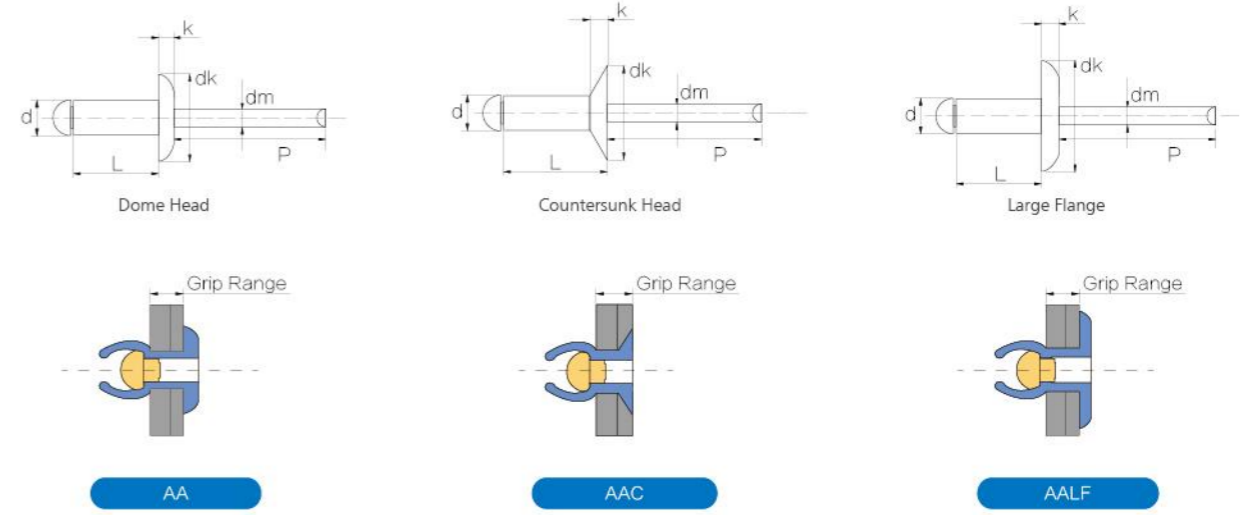 k
dk
dm
d
L
P
Dome Head
k
dk
dm
d
L
P
Countersunk Head
k
dk
dm
d
L
P
Large Flange
Grip Range
Grip Range
Grip Range
AA
AAC
AALF